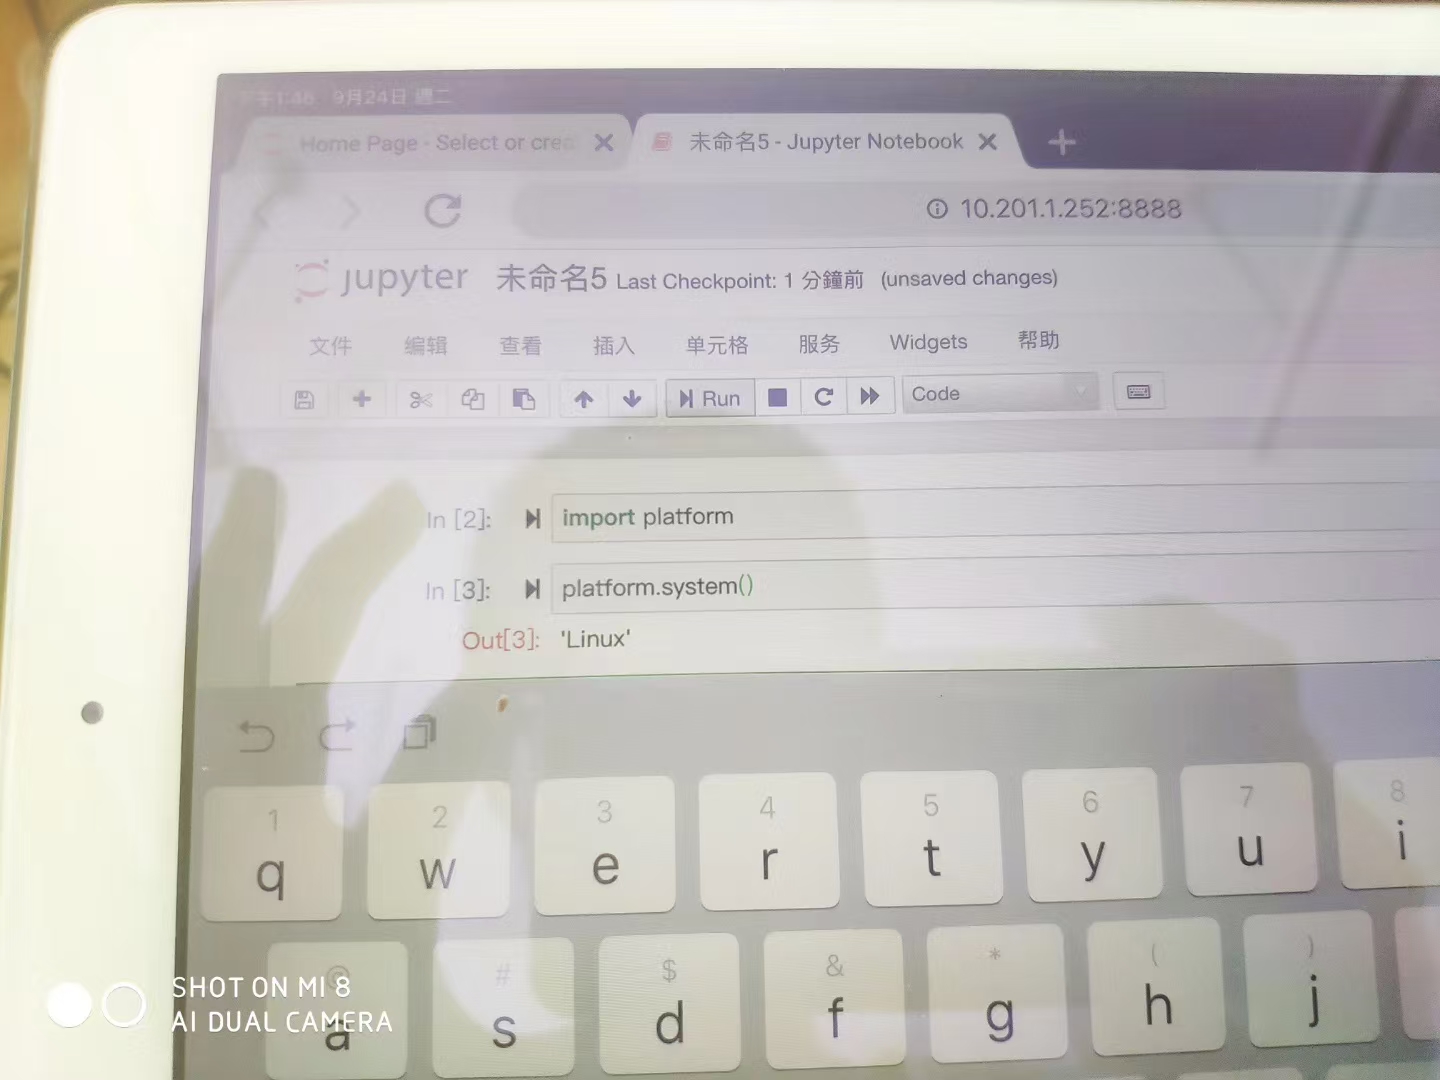 下午1:46 9月24日 週二
Home Page - Select or crea
未命名5 - Jupyter Notebook
10.201.1.252:8888
jupyter 未命名5 Last Checkpoint: 1 分鐘前 (unsaved changes)
文件 编辑 查看 插入 单元格 服务 Widgets 帮助
Run Code
In [2]: import platform
In [3]: platform.system()
Out[3]: 'Linux'
1 2 3 4 5 6 7 8
q w e r t y u i
@ # $ & * ( )
a s d f g h j
SHOT ON MI 8
AI DUAL CAMERA